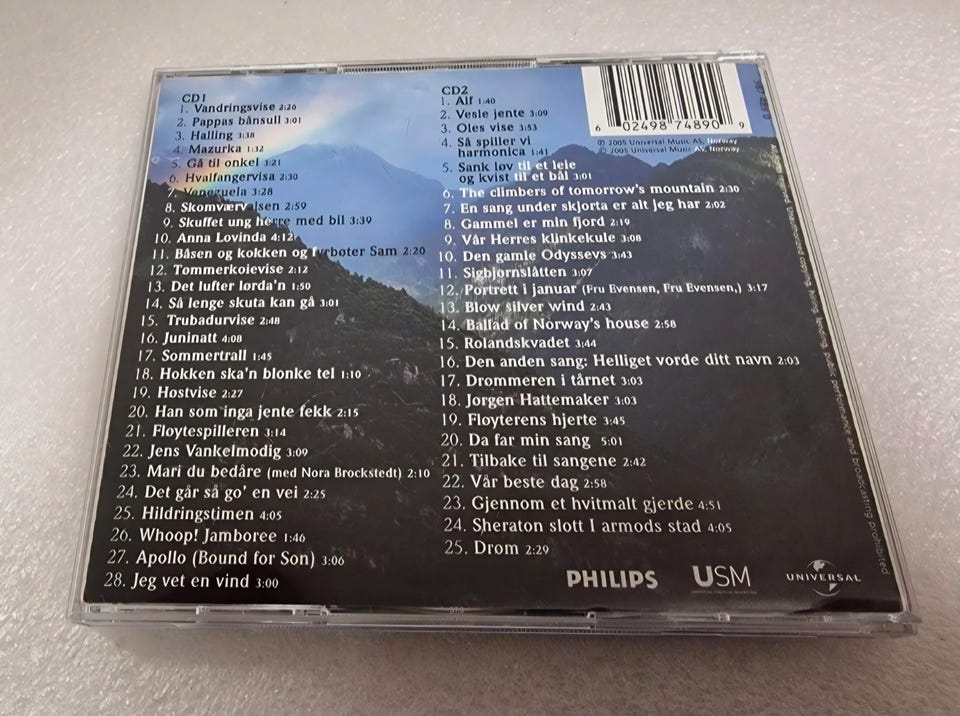 CD1
1. Vandringsvise 2:26
2. Pappas bånsull 3:01
3. Halling 3:38
4. Mazurka 1:32
5. Gå til onkel 3:21
6. Hvalfangervisa 2:30
7. Vanoguela 3:28
8. Skomværvalsen 2:59
9. Skuffet ung herre med bil 3:39
10. Anna Lovinda 4:12
11. Båsen og kokken og fyrbøter Sam 2:20
12. Tømmerkoievise 2:12
13. Det lufter lørda'n 1:50
14. Så lenge skuta kan gå 3:01
15. Trubadurvise 2:48
16. Juninatt 4:08
17. Sommertrall 1:45
18. Hokken ska'n blonke tel 1:10
19. Høstvise 2:27
20. Han som inga jente fekk 2:15
21. Fløytespilleren 3:14
22. Jens Vankelmodig 3:09
23. Mari du bedåre (med Nora Brockstedt) 2:10
24. Det går så go' en vei 2:25
25. Hildringstimen 4:05
26. Whoop! Jamboree 1:46
27. Apollo (Bound for Son) 3:06
28. Jeg vet en vind 3:00
CD2
1. Alf 1:40
2. Vesle jente 3:09
3. Oles vise 3:53
4. Så spiller vi
harmonica 1:41
5. Sank løv til et leie
og kvist til et bål 3:01
6. The climbers of tomorrow's mountain 2:30
7. En sang under skjorta er alt jeg har 2:02
8. Gammel er min fjord 2:19
9. Vår Herres klinkekule 3:08
10. Den gamle Odyssevs 3:43
11. Sigbjørnslåtten 3:07
12. Portrett i januar (Fru Evensen, Fru Evensen,) 3:17
13. Blow silver wind 2:43
14. Ballad of Norway's house 2:58
15. Rolandskvadet 3:44
16. Den anden sang: Helliget vorde ditt navn 2:03
17. Drømmeren i tårnet 3:03
18. Jørgen Hattemaker 3:03
19. Fløyterens hjerte 3:45
20. Da far min sang 5:01
21. Tilbake til sangene 2:42
22. Vår beste dag 2:58
23. Gjennom et hvitmalt gjerde 4:51
24. Sheraton slott I armods stad 4:05
25. Drøm 2:29
6 02498 74890 9
℗ 2005 Universal Music AS, Norway
© 2005 Universal Music AS, Norway
PHILIPS
USM
UNIVERSAL
public performance and broadcasting prohibited